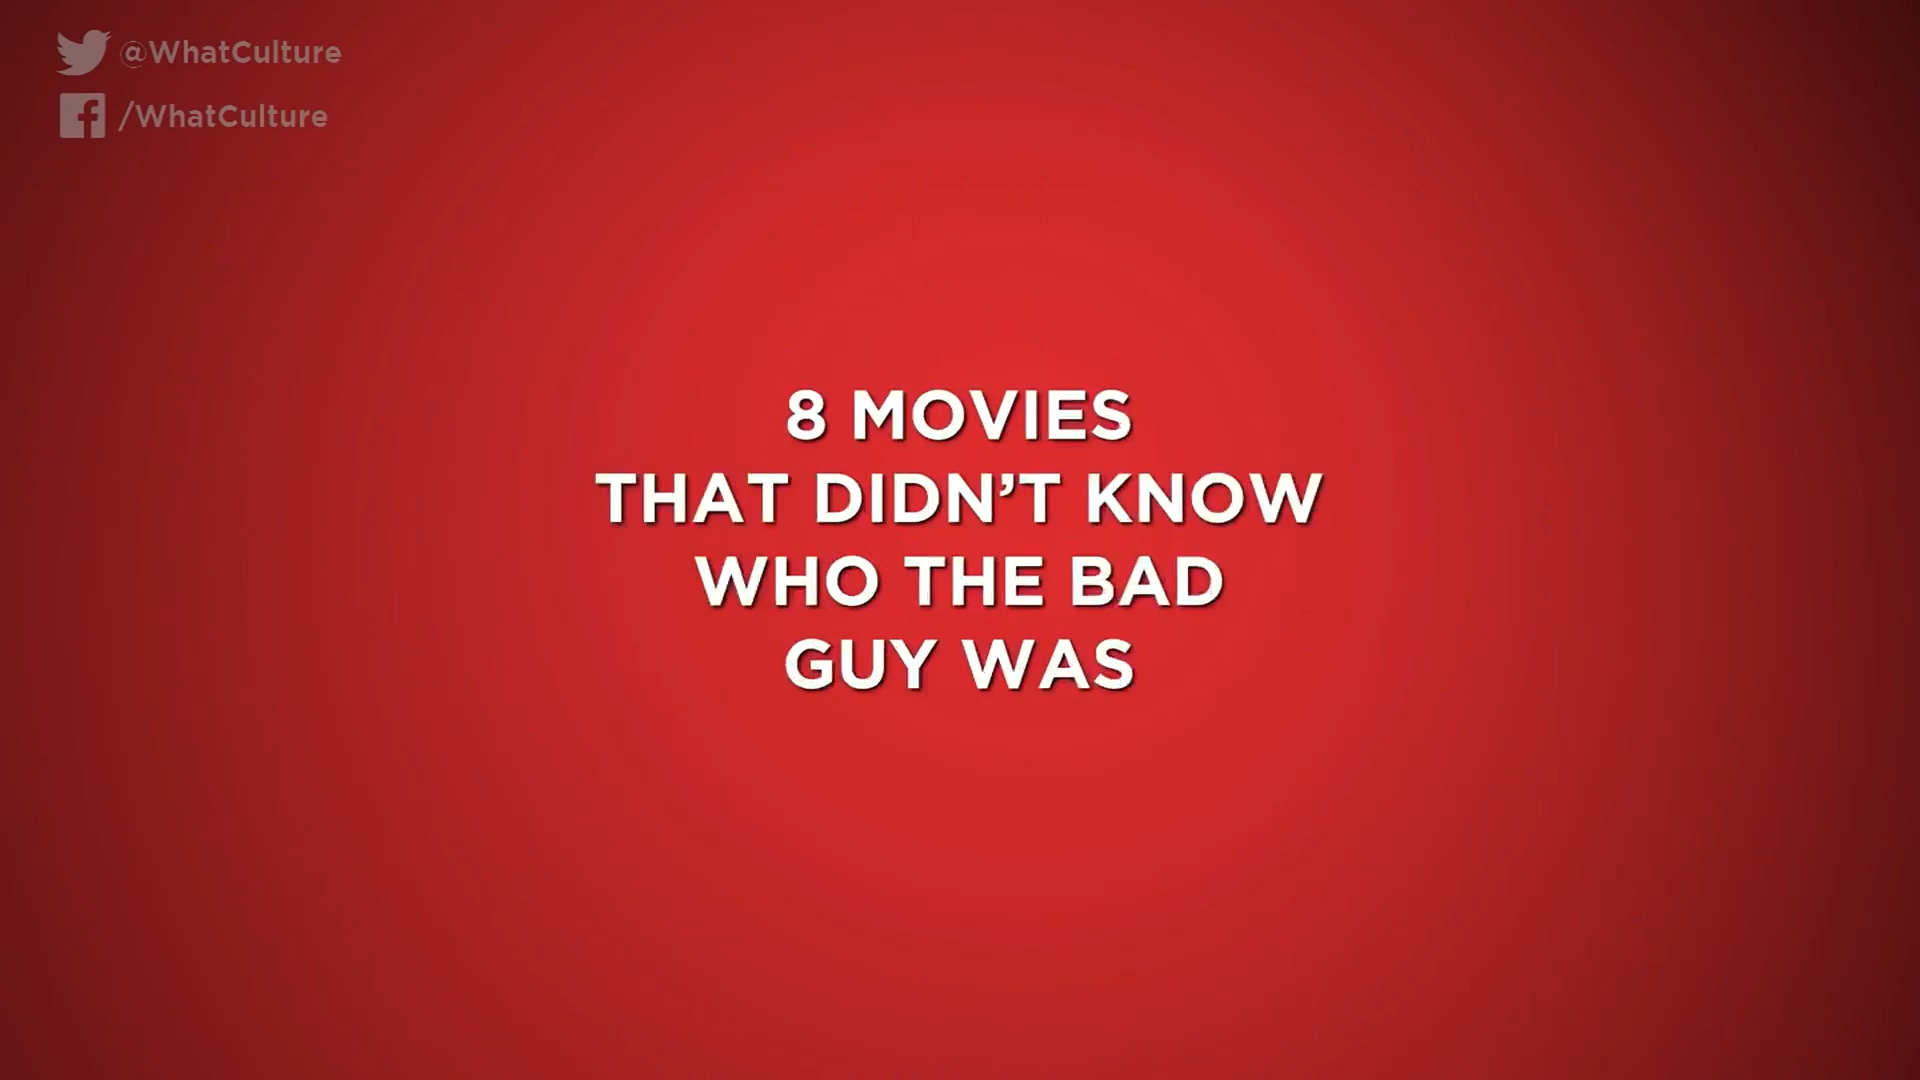 @WhatCulture
/WhatCulture
8 MOVIES
THAT DIDN’T KNOW
WHO THE BAD
GUY WAS